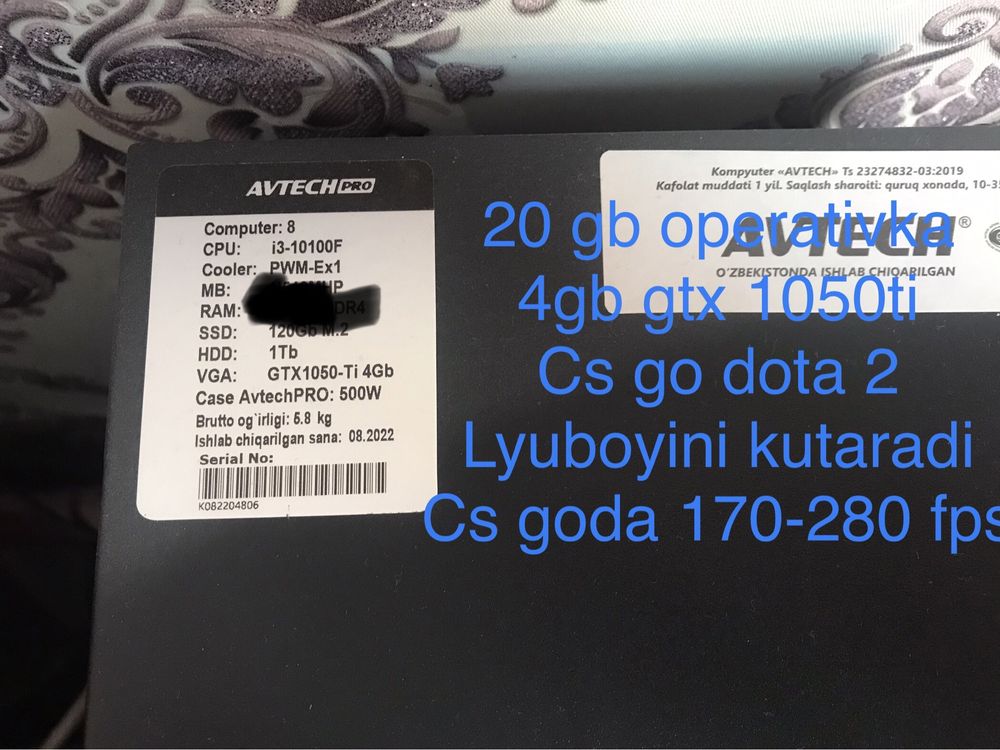 AVTECH PRO
Computer: 8
CPU: i3-10100F
Cooler: PWM-Ex1
MB:
RAM: DR4
SSD: 120Gb M.2
HDD: 1Tb
VGA: GTX1050-Ti 4Gb
Case AvtechPRO: 500W
Brutto og`irligi: 5.8 kg
Ishlab chiqarilgan sana: 08.2022
Serial No:
K082204806
Kompyuter «AVTECH» Ts 23274832-03:2019
Kafolat muddati 1 yil. Saqlash sharoiti: quruq xonada, 10-35
AVTECH®
O'ZBEKISTONDA ISHLAB CHIQARILGAN
20 gb operativka
4gb gtx 1050ti
Cs go dota 2
Lyuboyini kutaradi
Cs goda 170-280 fps